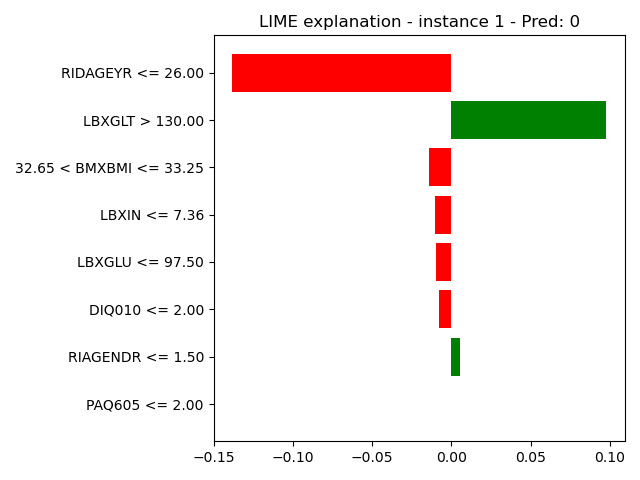 LIME explanation - instance 1 - Pred: 0
RIDAGEYR <= 26.00
LBXGLT > 130.00
32.65 < BMXBMI <= 33.25
LBXIN <= 7.36
LBXGLU <= 97.50
DIQ010 <= 2.00
RIAGENDR <= 1.50
PAQ605 <= 2.00
−0.15 −0.10 −0.05 0.00 0.05 0.10